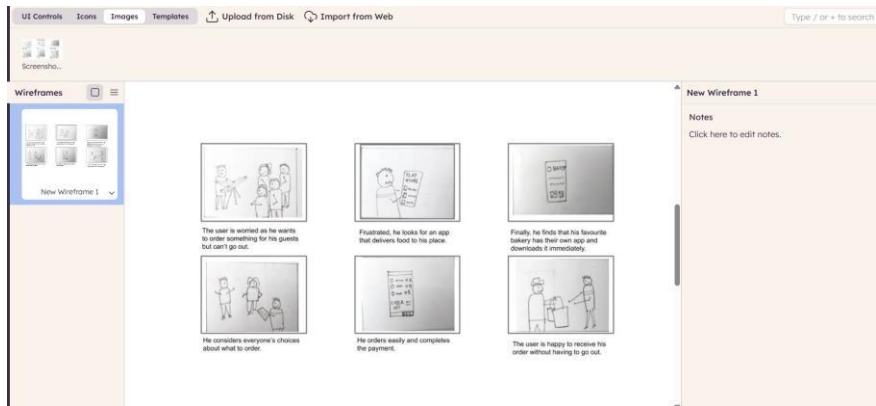 UI Controls Icons Images Templates Upload from Disk Import from Web Type / or + to search
Screensho...
Wireframes
New Wireframe 1
New Wireframe 1
Notes
Click here to edit notes.
The user is worried as he wants
to order something for his guests
but can't go out.
Frustrated, he looks for an app
that delivers food to his place.
Finally, he finds that his favourite
bakery has their own app and
downloads it immediately.
He considers everyone's choices
about what to order.
He orders easily and completes
the payment.
The user is happy to receive his
order without having to go out.
PLAY
STORE